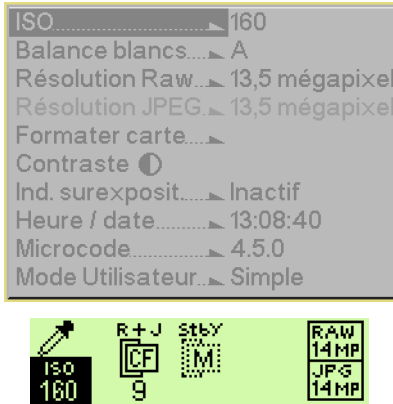 ISO.................. 160
Balance blancs..... A
Résolution Raw.. 13,5 mégapixel
Résolution JPEG.. 13,5 mégapixel
Formater carte.....
Contraste
Ind. surexposit..... Inactif
Heure / date.......... 13:08:40
Microcode.............. 4.5.0
Mode Utilisateur.. Simple
R+J StbY RAW
CF M 14MP
ISO JPG
160 9 14MP